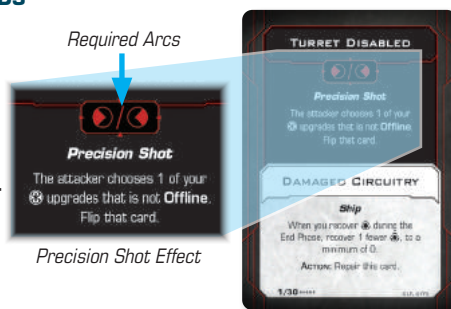 Required Arcs
Precision Shot
The attacker chooses 1 of your
upgrades that is not Offline.
Flip that card.
Precision Shot Effect
TURRET DISABLED
Precision Shot
The attacker chooses 1 of your
upgrades that is not Offline.
Flip that card.
DAMAGED CIRCUITRY
Ship
When you recover during the
End Phase, recover 1 fewer , to a
minimum of 0.
ACTION: Repair this card.
1/30